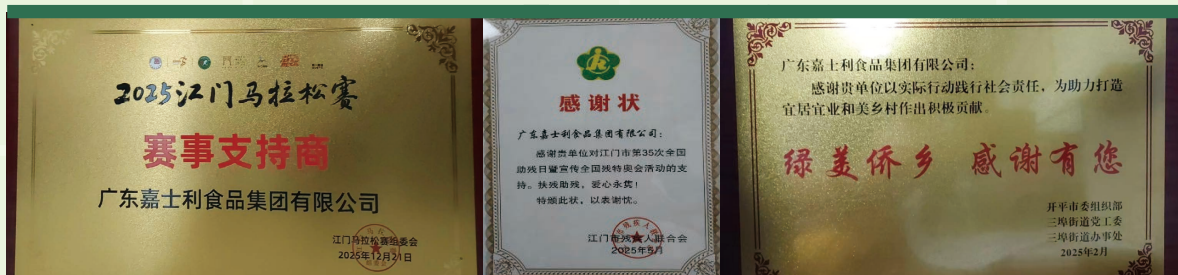 2025江门马拉松赛
赛事支持商
广东嘉士利食品集团有限公司
江门马拉松赛组委会
2025年12月21日
感谢状
广东嘉士利食品集团有限公司：
感谢贵单位对江门市第35次全国
助残日暨宣传全国残特奥会活动的支
持。扶残助残，爱心永隽！
特颁此状，以表谢忱。
江门市残疾人联合会
2025年5月
广东嘉士利食品集团有限公司：
感谢贵单位以实际行动践行社会责任，为助力打造
宜居宜业和美乡村作出积极贡献。
绿美侨乡 感谢有您
开平市委组织部
三埠街道党工委
三埠街道办事处
2025年2月